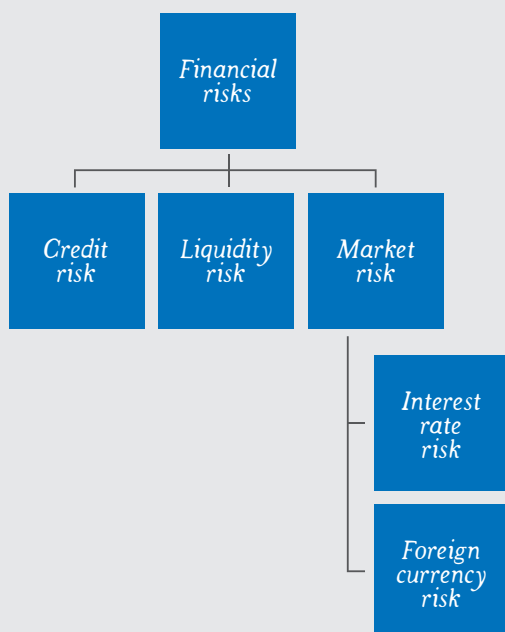 Financial
risks
Credit
risk
Liquidity
risk
Market
risk
Interest
rate
risk
Foreign
currency
risk